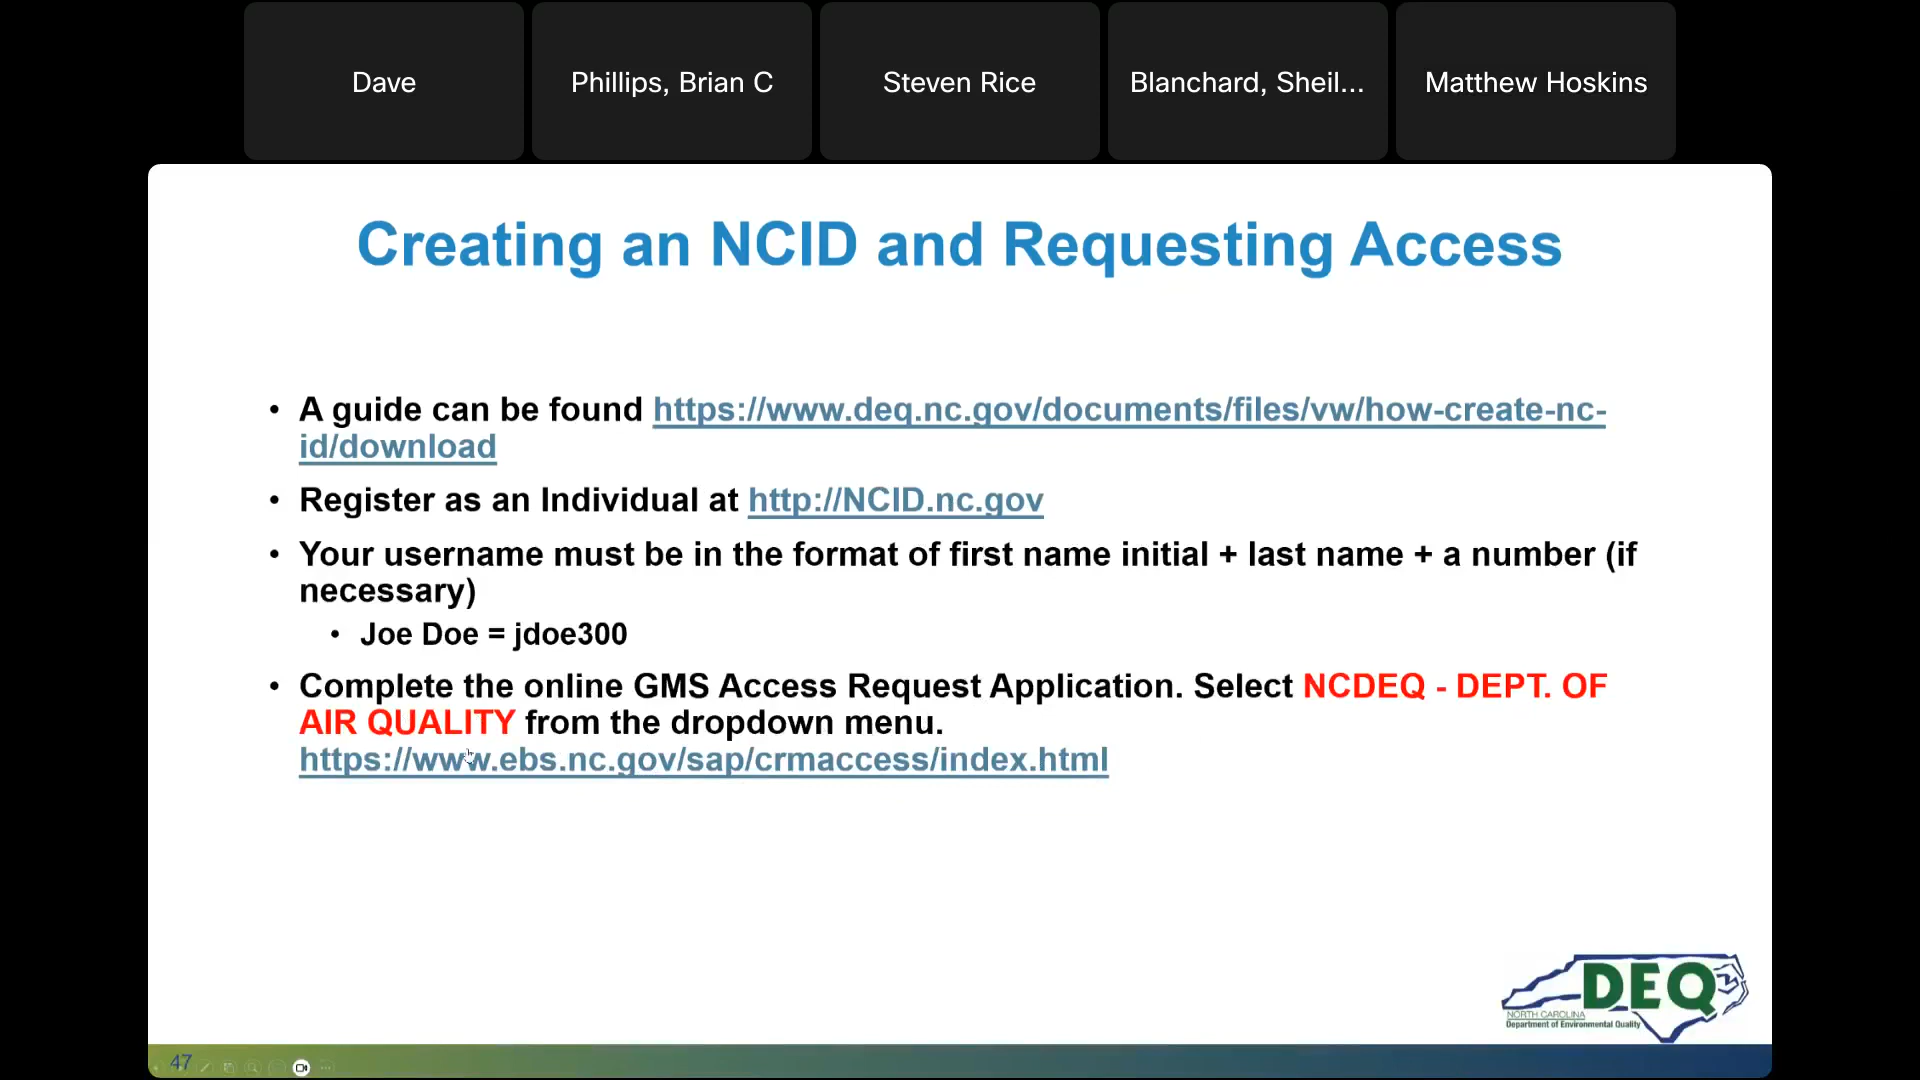 Dave
Phillips, Brian C
Steven Rice
Blanchard, Sheil...
Matthew Hoskins
Creating an NCID and Requesting Access
• A guide can be found https://www.deq.nc.gov/documents/files/vw/how-create-nc-
id/download
• Register as an Individual at http://NCID.nc.gov
• Your username must be in the format of first name initial + last name + a number (if
necessary)
• Joe Doe = jdoe300
• Complete the online GMS Access Request Application. Select NCDEQ - DEPT. OF
AIR QUALITY from the dropdown menu.
https://www.ebs.nc.gov/sap/crmaccess/index.html
DEQ
NORTH CAROLINA
Department of Environmental Quality
47